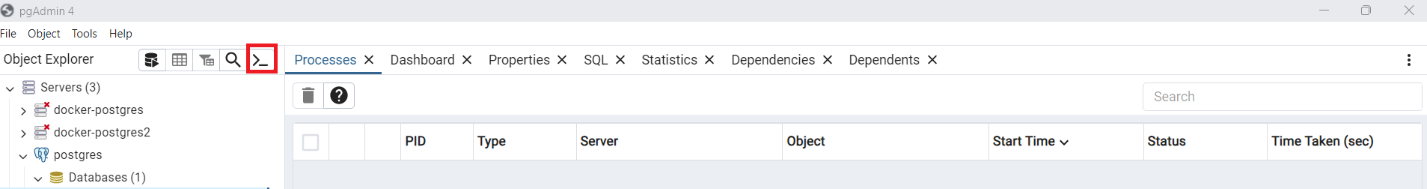 pgAdmin 4
File Object Tools Help
Object Explorer
Processes Dashboard Properties SQL Statistics Dependencies Dependents
Servers (3)
docker-postgres
docker-postgres2
postgres
Databases (1)
Search
PID Type Server Object Start Time Status Time Taken (sec)